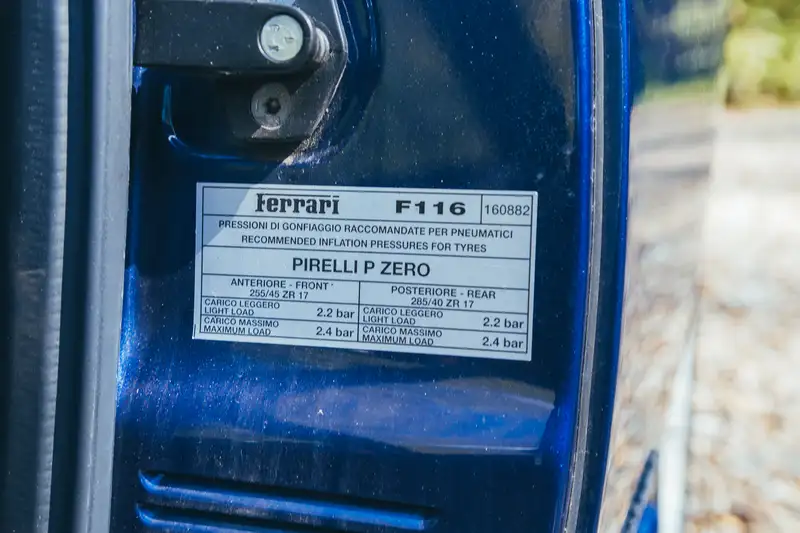 Ferrari F116 160882
PRESSIONI DI GONFIAGGIO RACCOMANDATE PER PNEUMATICI
RECOMMENDED INFLATION PRESSURES FOR TYRES
PIRELLI P ZERO
ANTERIORE - FRONT
255/45 ZR 17
POSTERIORE - REAR
285/40 ZR 17
CARICO LEGGERO
LIGHT LOAD 2.2 bar
CARICO LEGGERO
LIGHT LOAD 2.2 bar
CARICO MASSIMO
MAXIMUM LOAD 2.4 bar
CARICO MASSIMO
MAXIMUM LOAD 2.4 bar